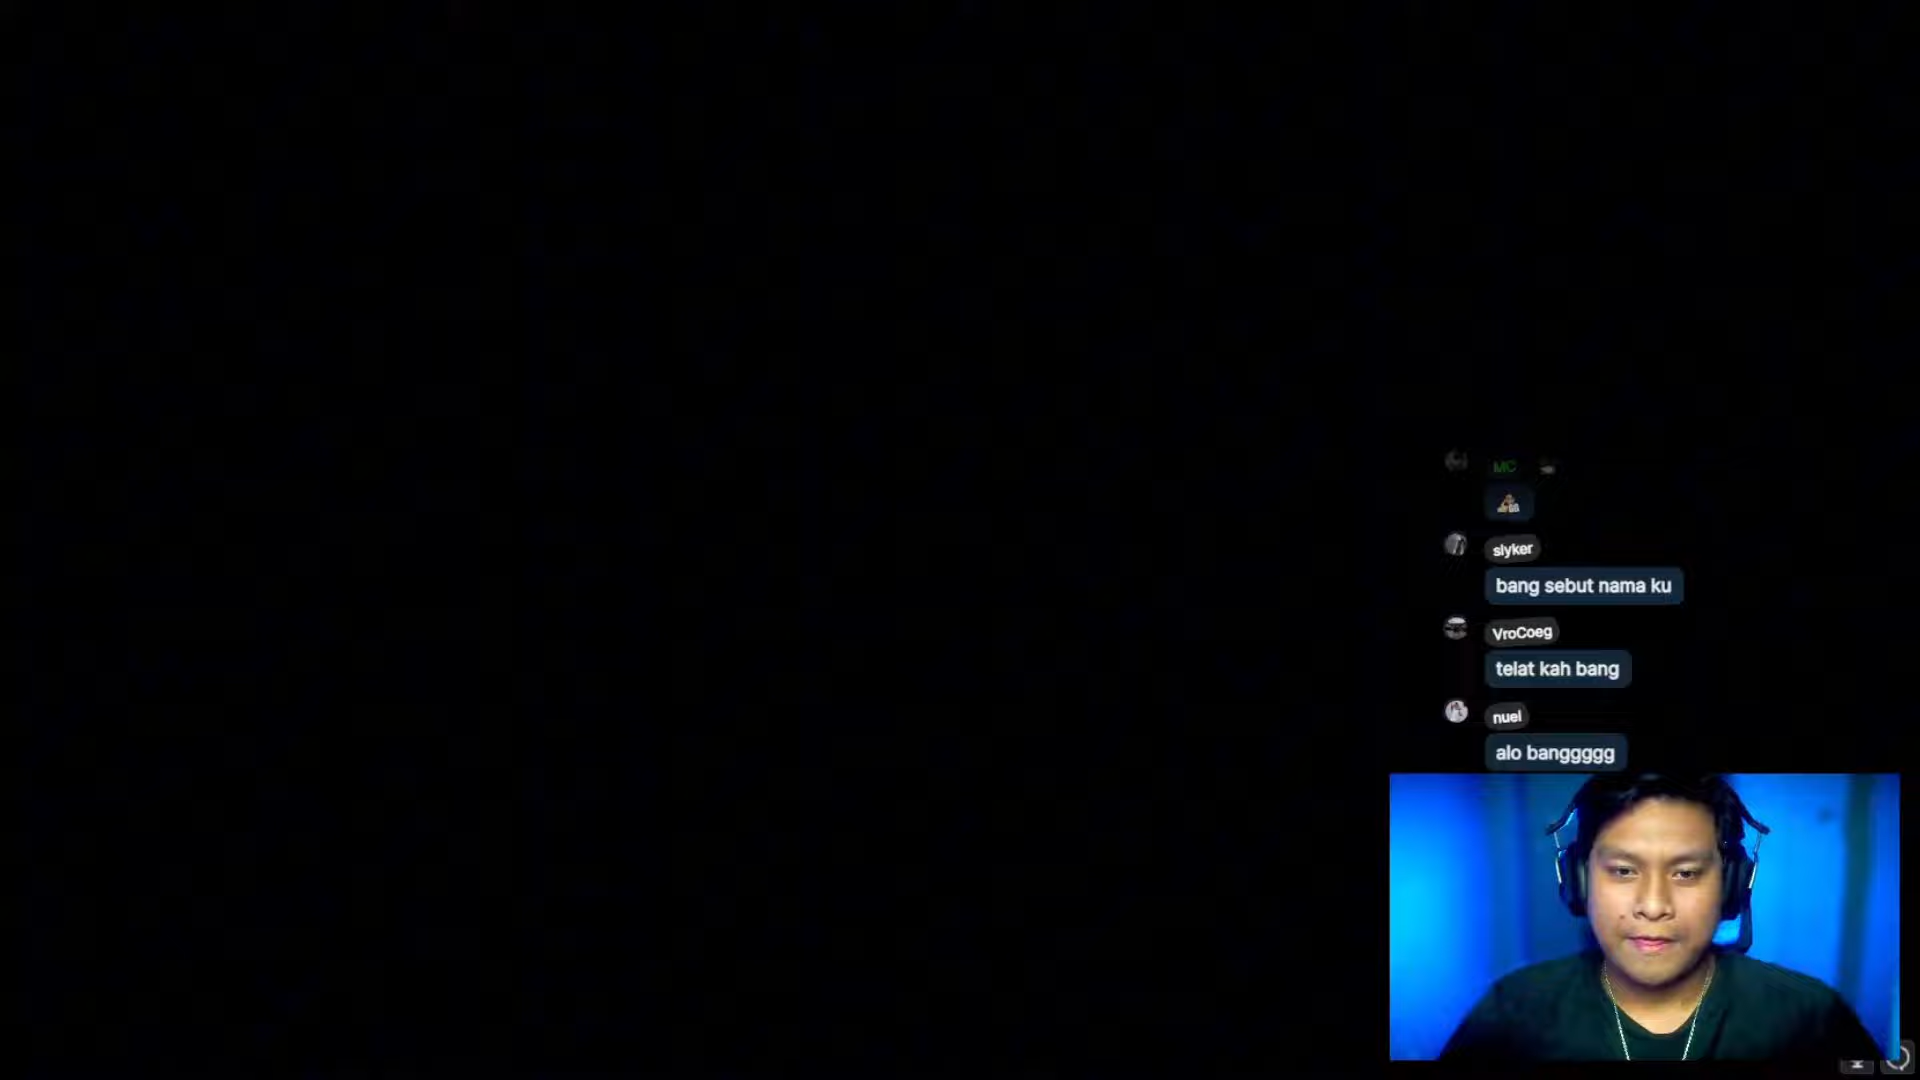 MC
slyker
bang sebut nama ku
VroCoeg
telat kah bang
nuel
alo banggggg